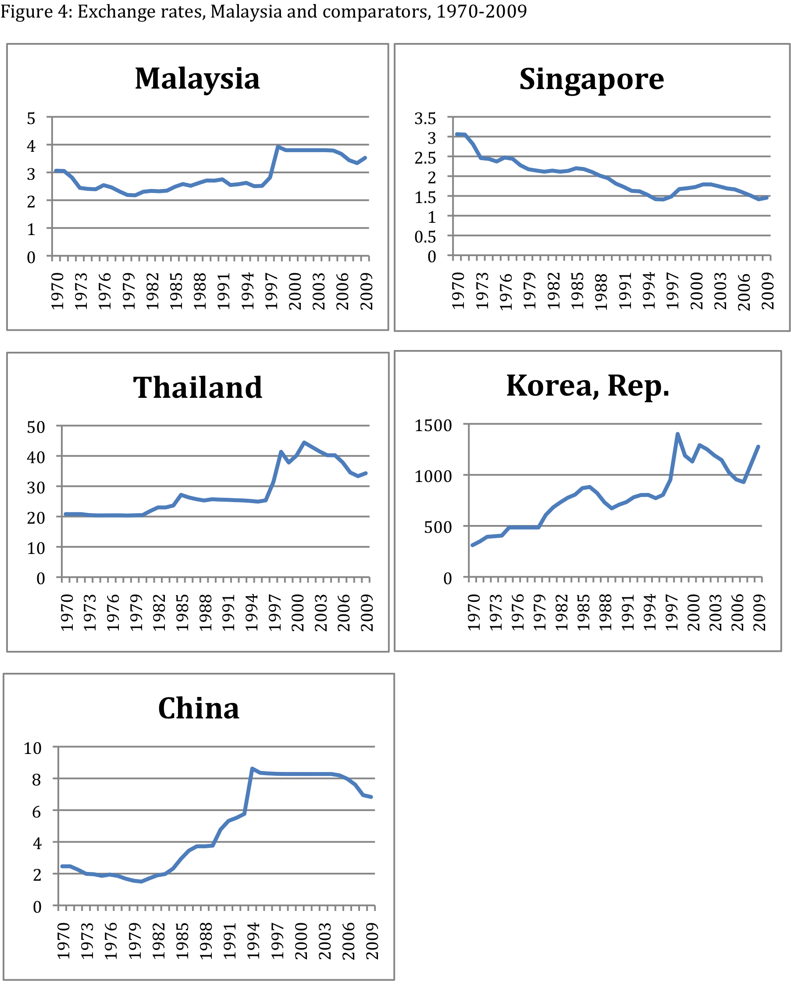 Figure 4: Exchange rates, Malaysia and comparators, 1970-2009
Malaysia
5
4
3
2
1
0
1970 1973 1976 1979 1982 1985 1988 1991 1994 1997 2000 2003 2006 2009
Singapore
3.5
3
2.5
2
1.5
1
0.5
0
1970 1973 1976 1979 1982 1985 1988 1991 1994 1997 2000 2003 2006 2009
Thailand
50
40
30
20
10
0
1970 1973 1976 1979 1982 1985 1988 1991 1994 1997 2000 2003 2006 2009
Korea, Rep.
1500
1000
500
0
1970 1973 1976 1979 1982 1985 1988 1991 1994 1997 2000 2003 2006 2009
China
10
8
6
4
2
0
1970 1973 1976 1979 1982 1985 1988 1991 1994 1997 2000 2003 2006 2009